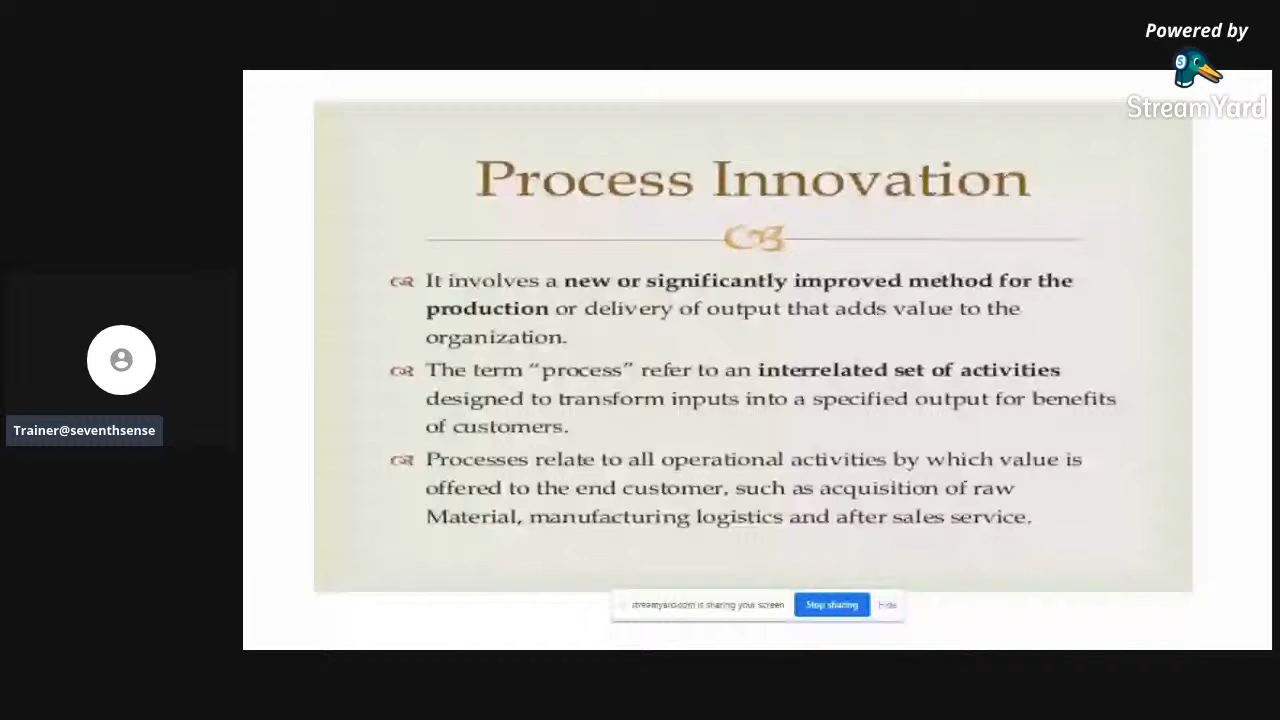 Powered by
StreamYard
Process Innovation
It involves a new or significantly improved method for the
production or delivery of output that adds value to the
organization.
The term “process” refer to an interrelated set of activities
designed to transform inputs into a specified output for benefits
of customers.
Processes relate to all operational activities by which value is
offered to the end customer, such as acquisition of raw
Material, manufacturing logistics and after sales service.
Trainer@seventhsense
streamyard.com is sharing your screen
Stop sharing
Hide